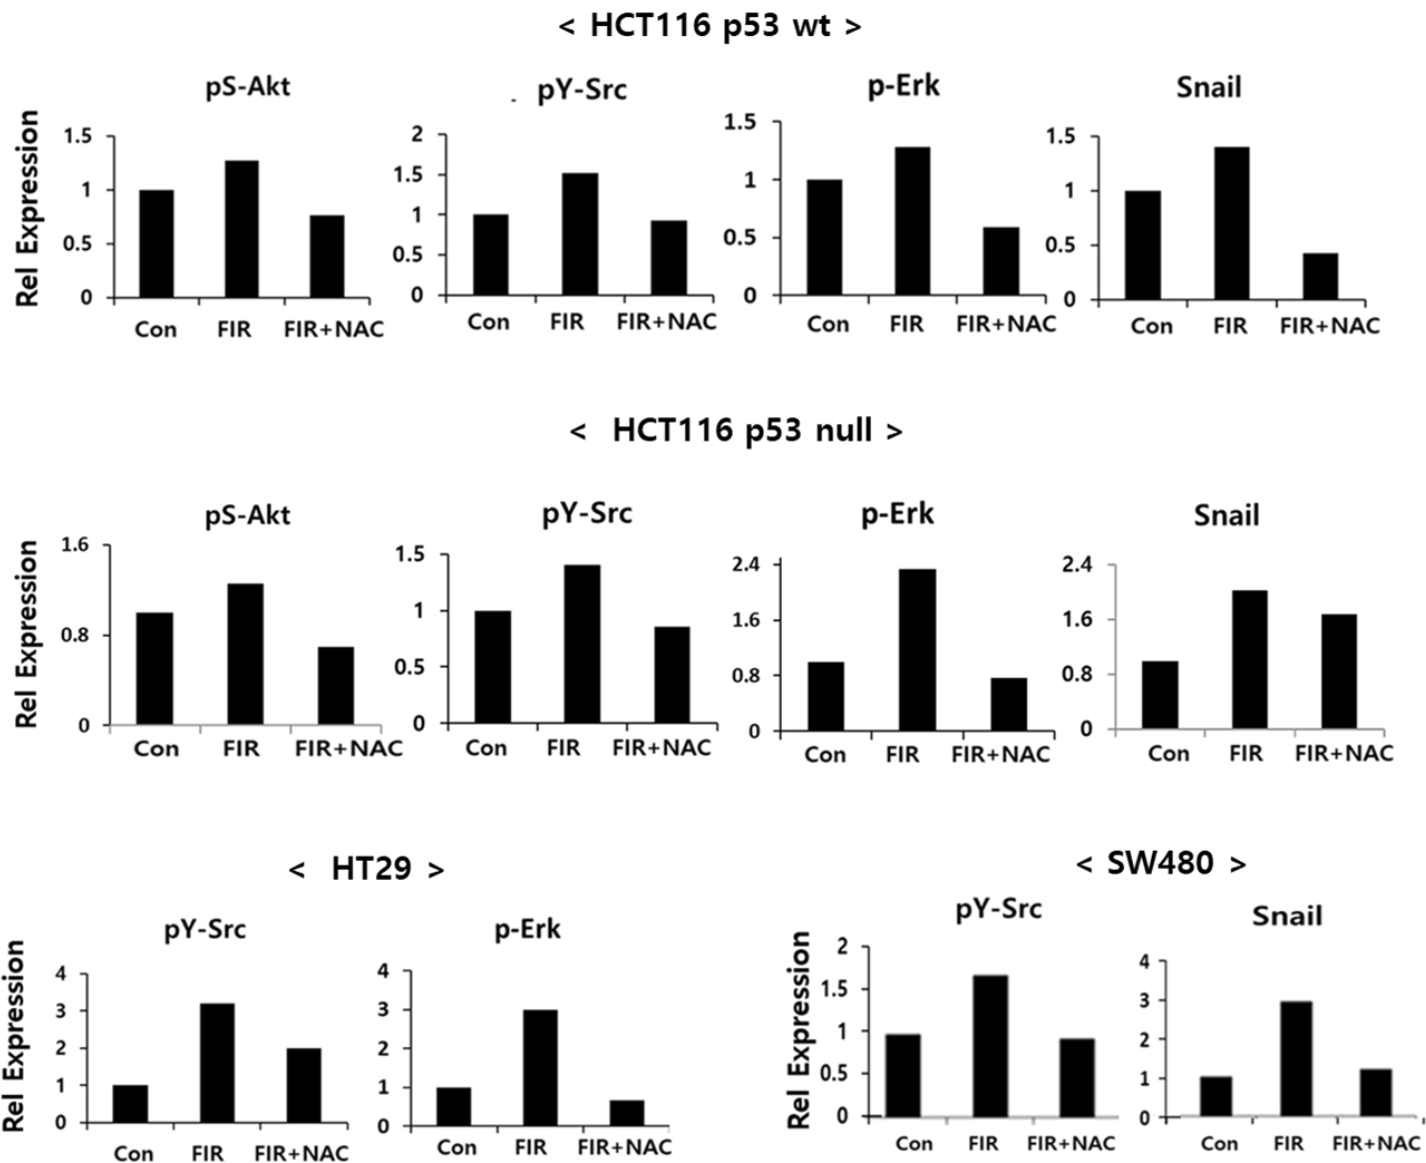 < HCT116 p53 wt >
pS-Akt
pY-Src
p-Erk
Snail
Rel Expression
1.5
1
0.5
0
Con FIR FIR+NAC
2
1.5
1
0.5
0
Con FIR FIR+NAC
1.5
1
0.5
0
Con FIR FIR+NAC
1.5
1
0.5
0
Con FIR FIR+NAC
< HCT116 p53 null >
pS-Akt
pY-Src
p-Erk
Snail
Rel Expression
1.6
0.8
0
Con FIR FIR+NAC
1.5
1
0.5
0
Con FIR FIR+NAC
2.4
1.6
0.8
0
Con FIR FIR+NAC
2.4
1.6
0.8
0
Con FIR FIR+NAC
< HT29 >
pY-Src
p-Erk
Rel Expression
4
3
2
1
0
Con FIR FIR+NAC
4
3
2
1
0
Con FIR FIR+NAC
< SW480 >
pY-Src
Snail
Rel Expression
2
1.5
1
0.5
0
Con FIR FIR+NAC
4
3
2
1
0
Con FIR FIR+NAC